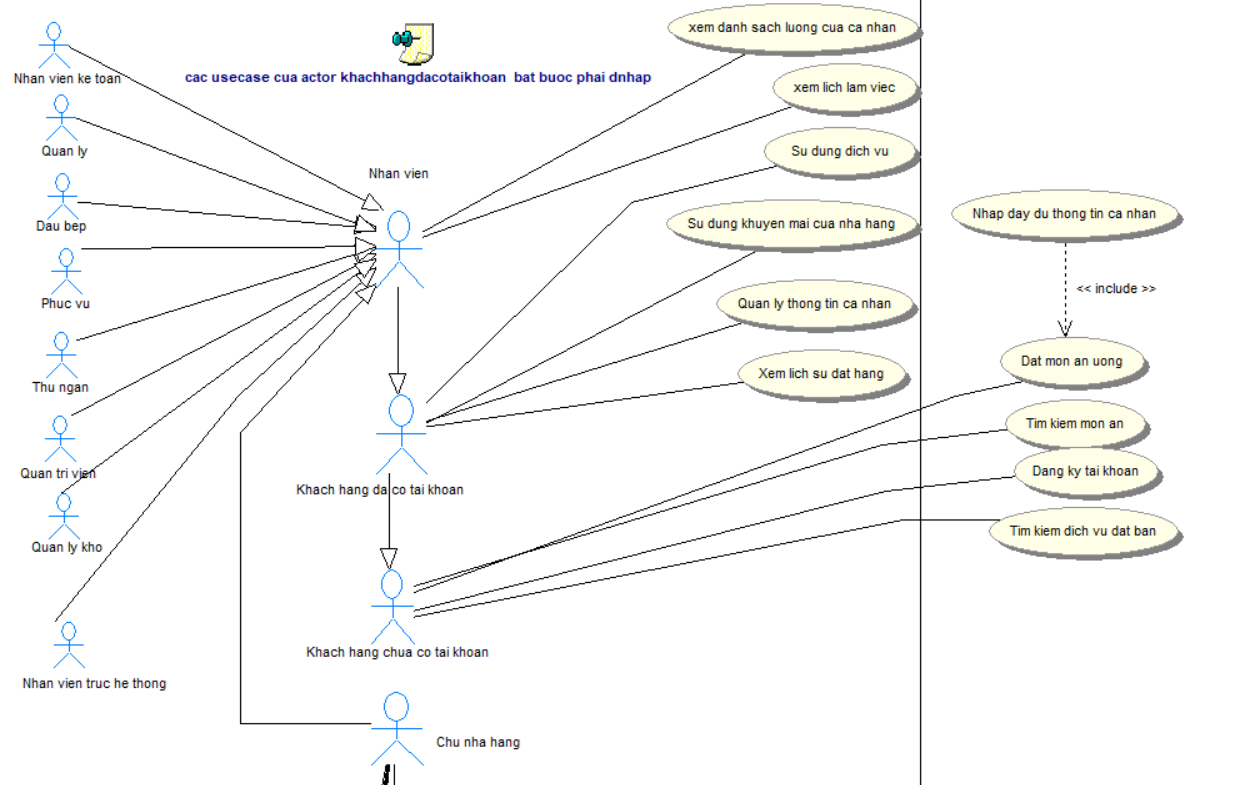 xem danh sach luong cua ca nhan
Nhan vien ke toan
cac usecase cua actor khachhangdacotaikhoan bat buoc phai dnhap
xem lich lam viec
Quan ly
Su dung dich vu
Nhan vien
Dau bep
Su dung khuyen mai cua nha hang
Nhap day du thong tin ca nhan
<< include >>
Phuc vu
Quan ly thong tin ca nhan
Dat mon an uong
Xem lich su dat hang
Thu ngan
Tim kiem mon an
Quan tri vien
Dang ky tai khoan
Khach hang da co tai khoan
Tim kiem dich vu dat ban
Quan ly kho
Khach hang chua co tai khoan
Nhan vien truc he thong
Chu nha hang